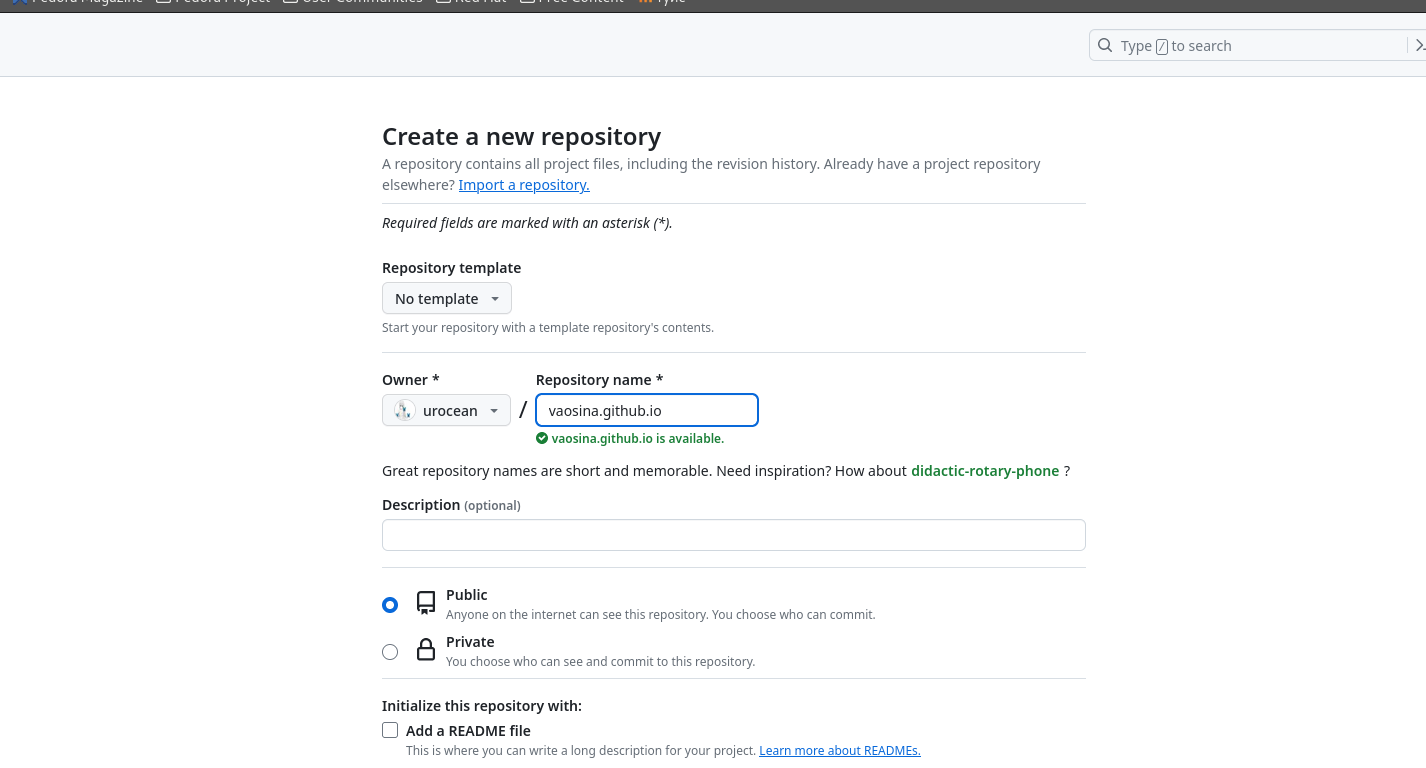 Fedora Magazine Fedora Project User Communities Red Hat Free Content
Type / to search
Create a new repository
A repository contains all project files, including the revision history. Already have a project repository
elsewhere? Import a repository.
Required fields are marked with an asterisk (*).
Repository template
No template
Start your repository with a template repository's contents.
Owner * Repository name *
urocean / vaosina.github.io
vaosina.github.io is available.
Great repository names are short and memorable. Need inspiration? How about didactic-rotary-phone ?
Description (optional)
Public
Anyone on the internet can see this repository. You choose who can commit.
Private
You choose who can see and commit to this repository.
Initialize this repository with:
Add a README file
This is where you can write a long description for your project. Learn more about READMEs.